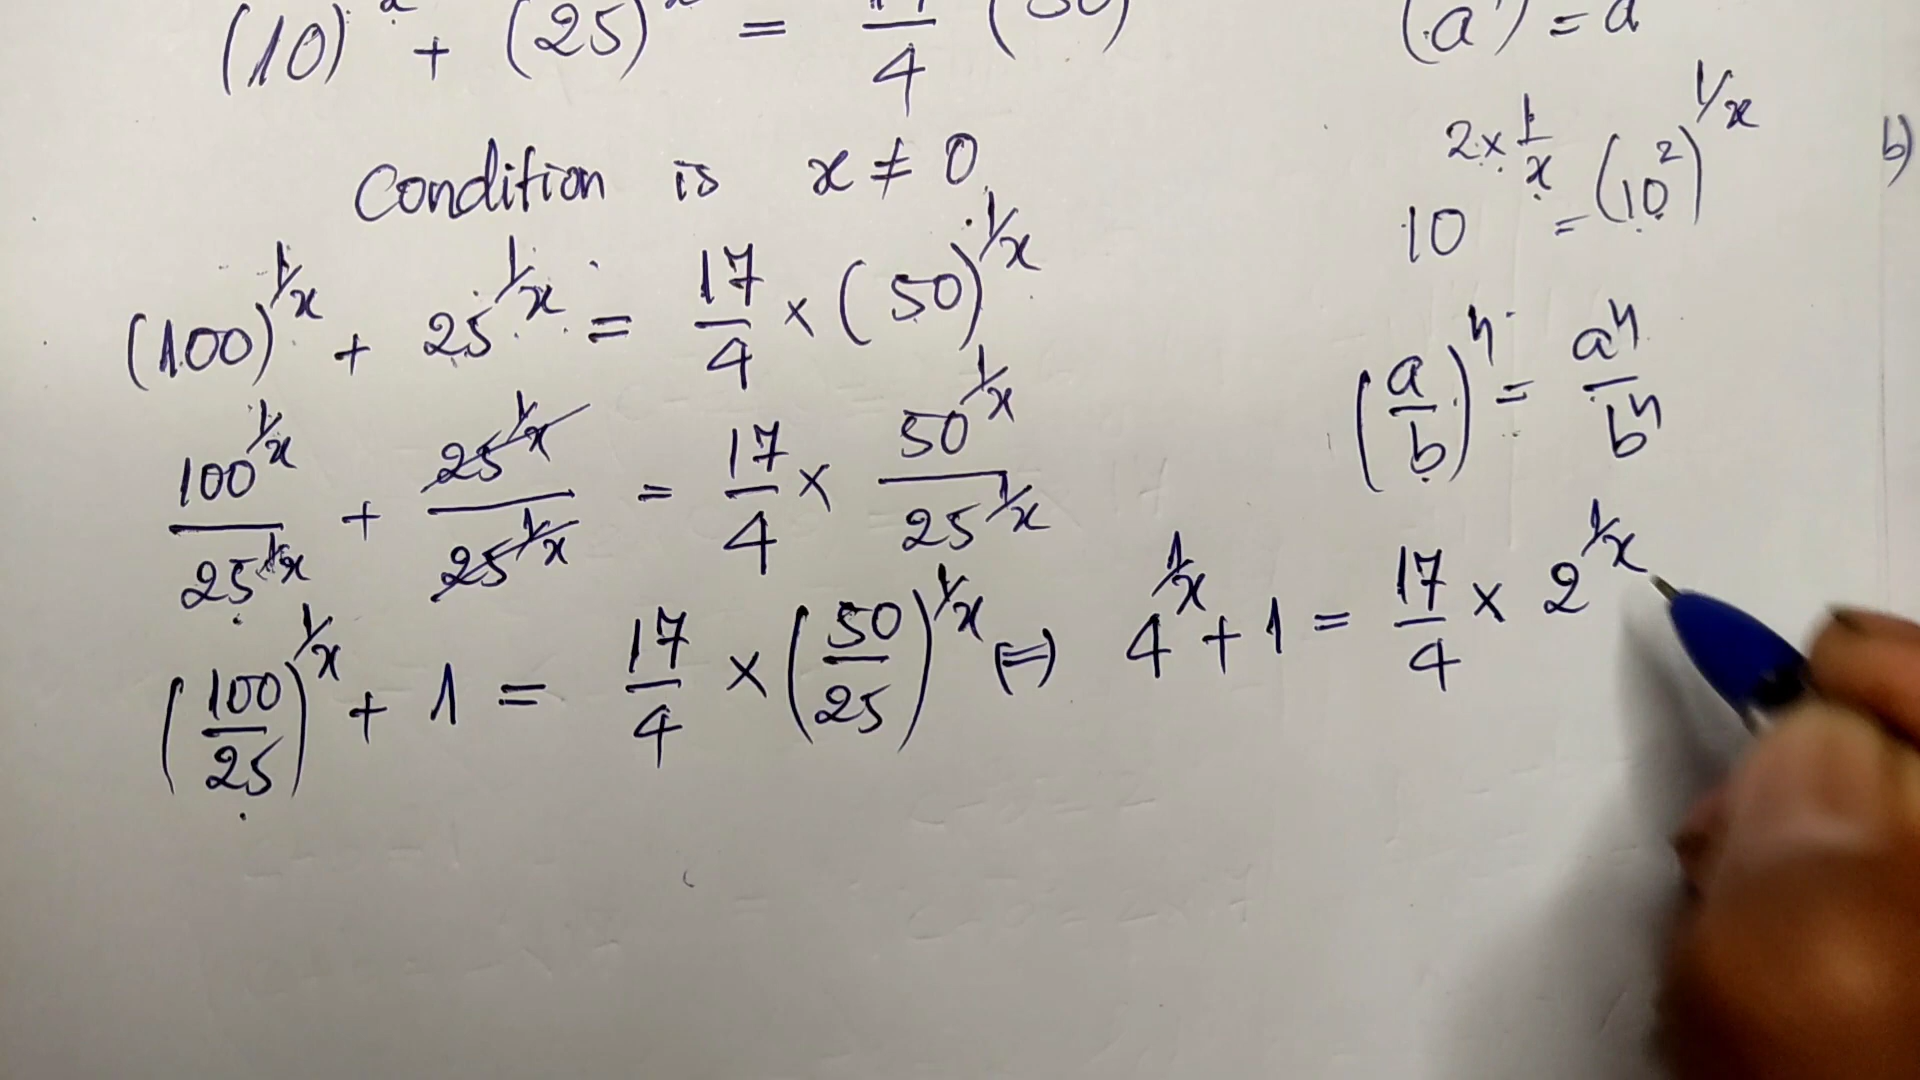 (10) + (25) = 17/4 (50)
Condition is x ≠ 0
(100)^1/x + 25^1/x = 17/4 × (50)^1/x
100^1/x / 25^1/x + 25^1/x / 25^1/x = 17/4 × 50^1/x / 25^1/x
(100/25)^1/x + 1 = 17/4 × (50/25)^1/x (=) 4^1/x + 1 = 17/4 × 2^1/x
10^2×1/x = (10^2)^1/x
(a/b)^n = a^n/b^n
b)